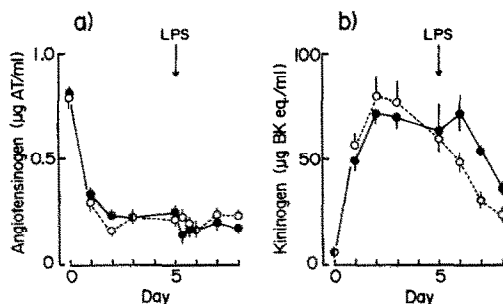 a)
LPS
Angiotensinogen (µg AT/ml)
1.0
0.5
0
0
5
Day
b)
LPS
Kininogen (µg BK eq./ml)
100
50
0
0
5
Day